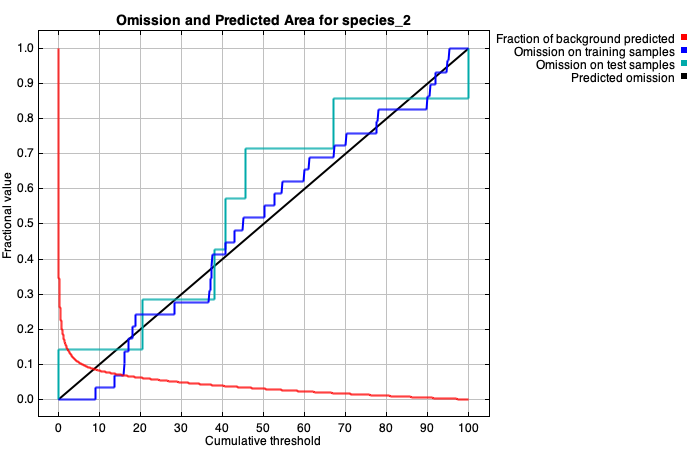 Omission and Predicted Area for species_2
Fraction of background predicted
Omission on training samples
Omission on test samples
Predicted omission
Fractional value
1.0
0.9
0.8
0.7
0.6
0.5
0.4
0.3
0.2
0.1
0.0
0 10 20 30 40 50 60 70 80 90 100
Cumulative threshold